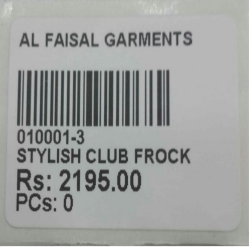 AL FAISAL GARMENTS
010001-3
STYLISH CLUB FROCK
Rs: 2195.00
PCs: 0